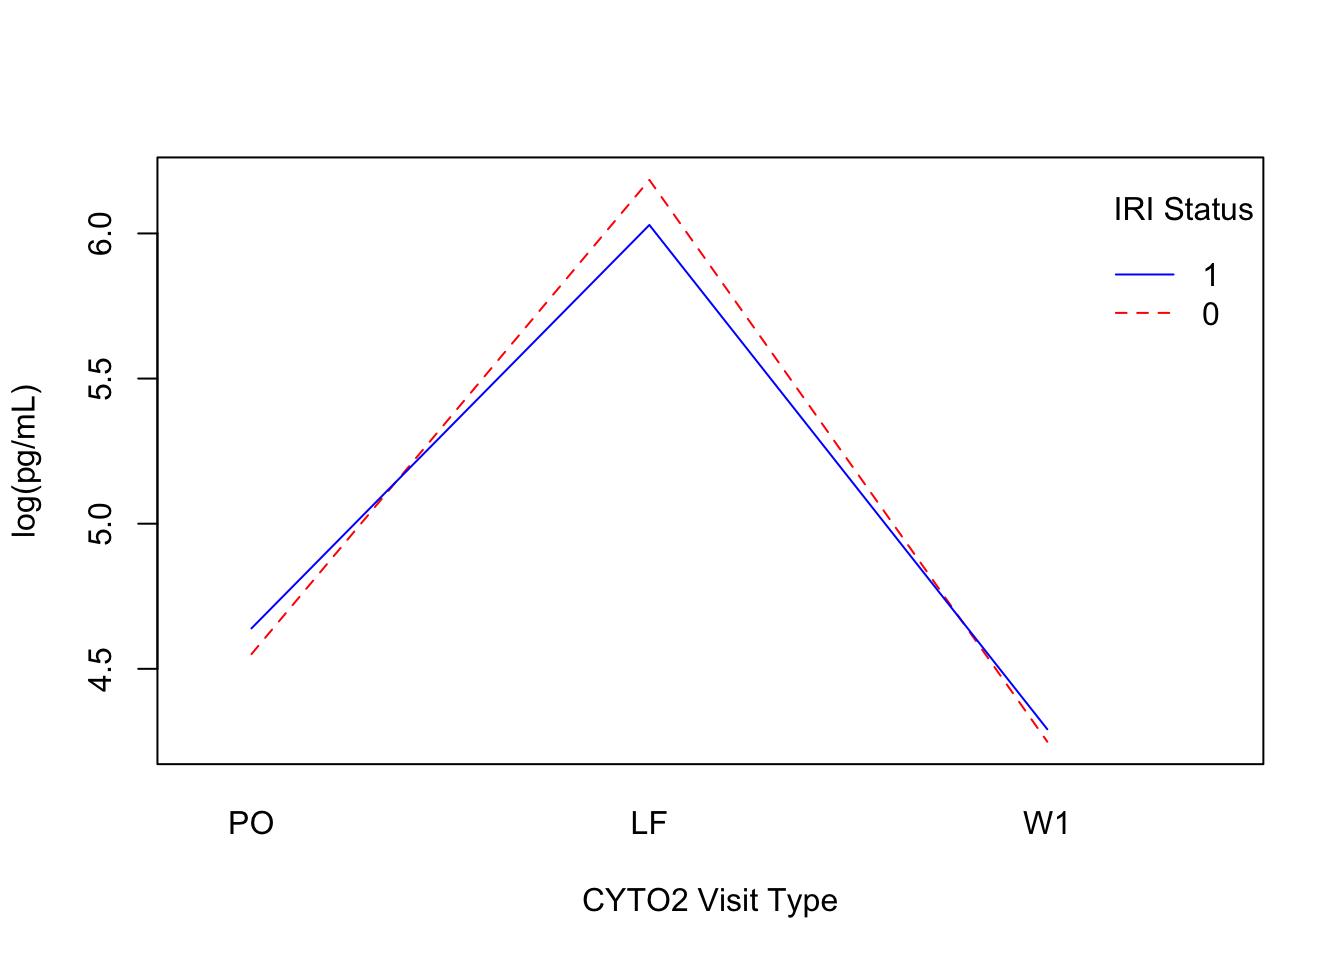 IRI Status
1
0
6.0
5.5
5.0
4.5
log(pg/mL)
PO
LF
W1
CYTO2 Visit Type